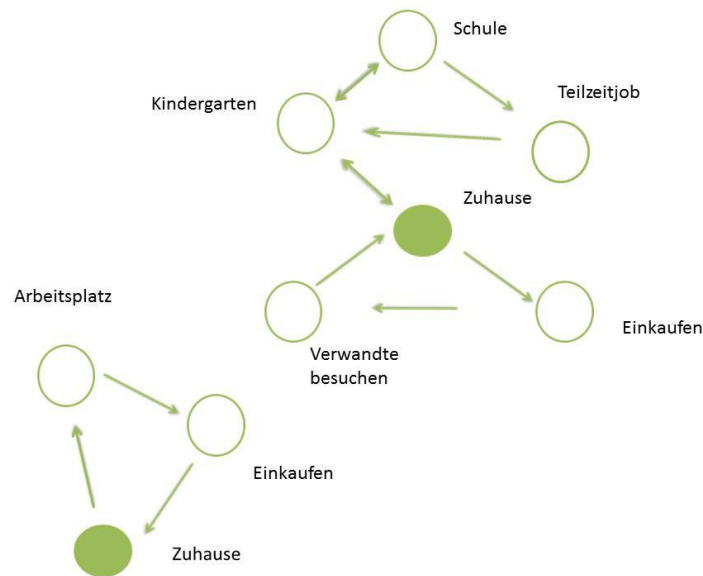 Schule
Teilzeitjob
Kindergarten
Zuhause
Arbeitsplatz
Einkaufen
Verwandte
besuchen
Einkaufen
Zuhause